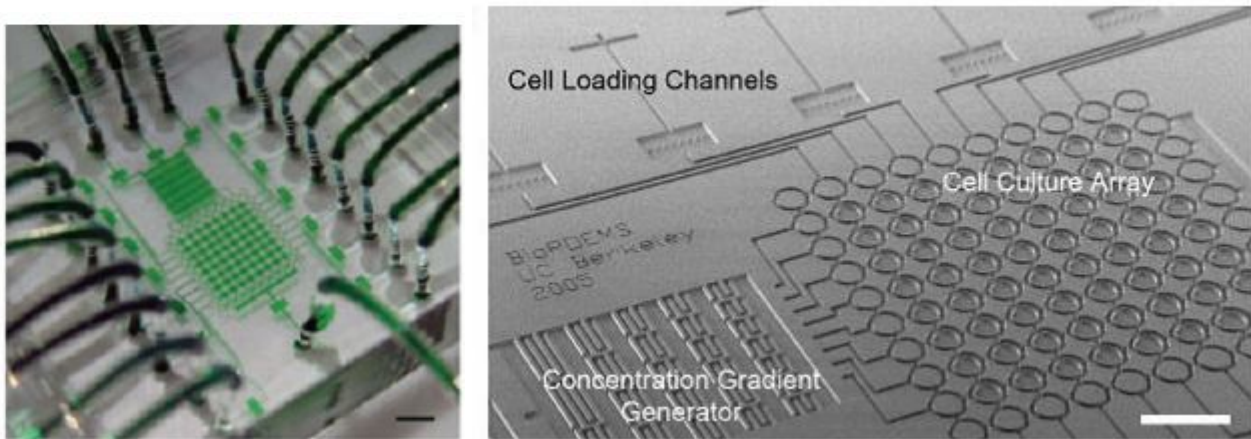 Cell Loading Channels
Cell Culture Array
BioPOEMS
UC Berkeley
2005
Concentration Gradient
Generator